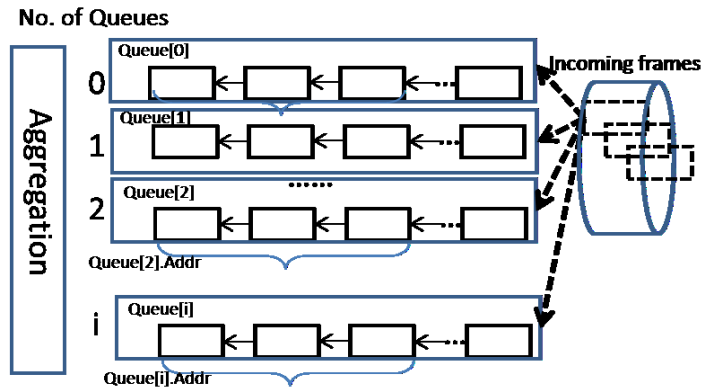 No. of Queues
Queue[0]
0
Incoming frames
Queue[1]
1
......
Queue[2]
2
Queue[2].Addr
Aggregation
Queue[i]
i
Queue[i].Addr